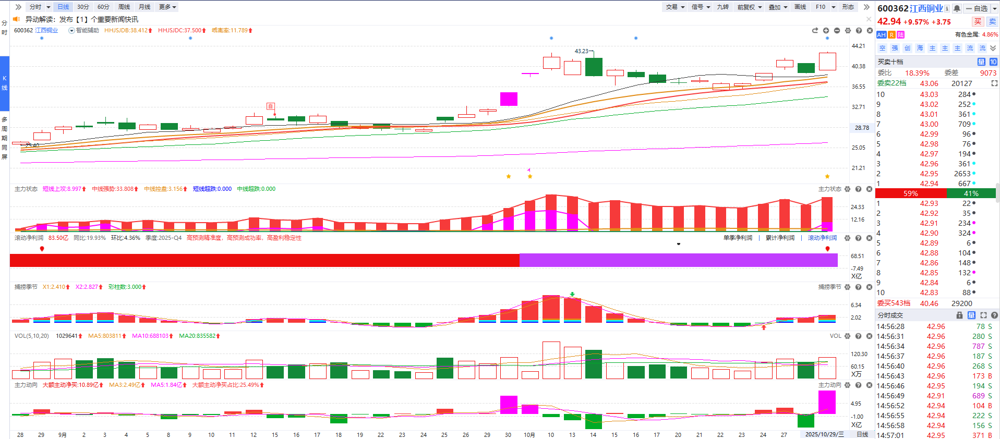 分时 日线 30分 60分 周线 月线 更多 交易 信号 九转 前复权 叠加 画线 F10 形态
异动解读：发布【1】个重要新闻快讯
600362 江西铜业 智能辅助 HHJSJDB:38.412 HHJSJDC:37.500 乖离率:11.789
分时
K线
多周期同屏
44.21
43.23
40.38
36.55
32.71
28.78
25.40
25.05
21.21
自
主力状态 短线上攻:8.997 中线强势:33.808 中线控盘:3.156 短线超跌:0.000 中线超跌:0.000 主力状态
24.33
12.16
滚动净利润 83.50亿 同比:19.93% 环比:4.36% 季度:2025-Q4 高预测精准度，高预测成功率，高盈利稳定性 单季净利润 | 累计净利润 | 滚动净利润
68.51
-7.49
X亿
捕捞季节 X1:2.410 X2:2.827 彩柱数:3.000 捕捞季节
6.34
2.02
VOL(5,10,20) 1029641 MA5:803811 MA10:688103 MA20:835582 VOL
120.30
60.15
X万
主力动向 大额主动净买:10.89亿 MA3:2.49亿 MA5:1.84亿 大额主动净买占比:25.49% 主力动向
4.95
-1.00
X亿
28 29 9月 2 3 4 5 8 9 10 11 12 15 16 17 18 19 22 23 24 25 26 29 30 10月 10 13 14 15 16 17 20 21 22 23 24 27 2025/10/29/三 日线
600362 江西铜业 自选
42.94 +9.57% +3.75 买 卖
AH R 陆 有色金属: 4.86%
空 强 创 海 主 主 主 流 流
买卖十档 量 10
委比 18.39% 委差 9073
委卖22档 43.06 20127
10 43.03 284
9 43.02 252
8 43.01 361
7 43.00 709
6 42.99 96
5 42.98 76
4 42.97 194
3 42.96 361
2 42.95 2653
1 42.94 667
59% 41%
1 42.93 22
2 42.92 35
3 42.91 234
4 42.90 324
5 42.89 6
6 42.88 104
7 42.86 148
8 42.85 132
9 42.84 6
10 42.83 88
委买543档 40.46 29200
分时成交 量
14:56:28 42.96 78 S
14:56:31 42.96 280 S
14:56:34 42.96 787 S
14:56:37 42.96 187 S
14:56:40 42.96 268 S
14:56:43 42.96 173 B
14:56:46 42.95 194 S
14:56:49 42.91 689 S
14:56:52 42.94 104 B
14:56:55 42.94 222 S
14:56:58 42.94 156 S
14:57:01 42.95 371 B